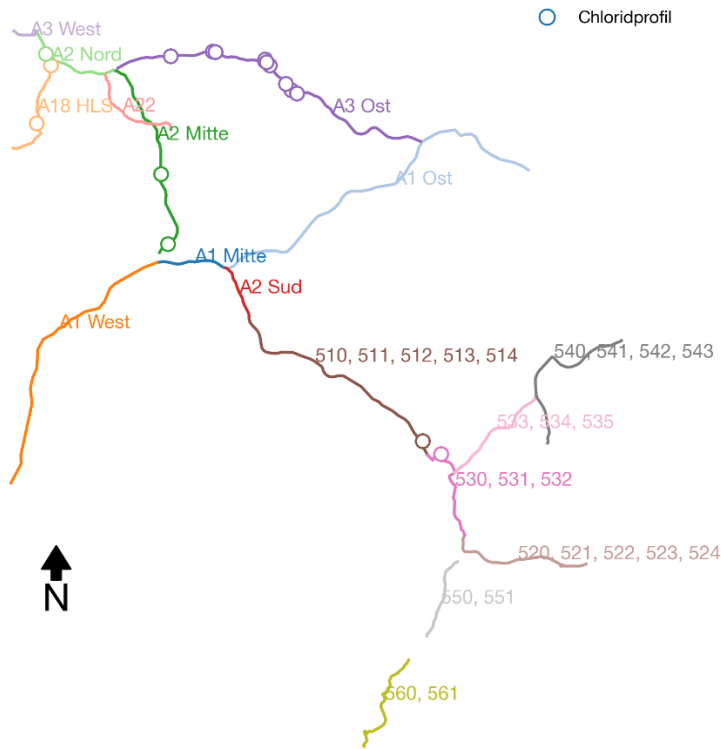 Chloridprofil
A3 West
A2 Nord
A18 HLS
A22
A3 Ost
A2 Mitte
A1 Ost
A1 Mitte
A2 Sud
A1 West
510, 511, 512, 513, 514
540, 541, 542, 543
533, 534, 535
530, 531, 532
520, 521, 522, 523, 524
N
550, 551
560, 561